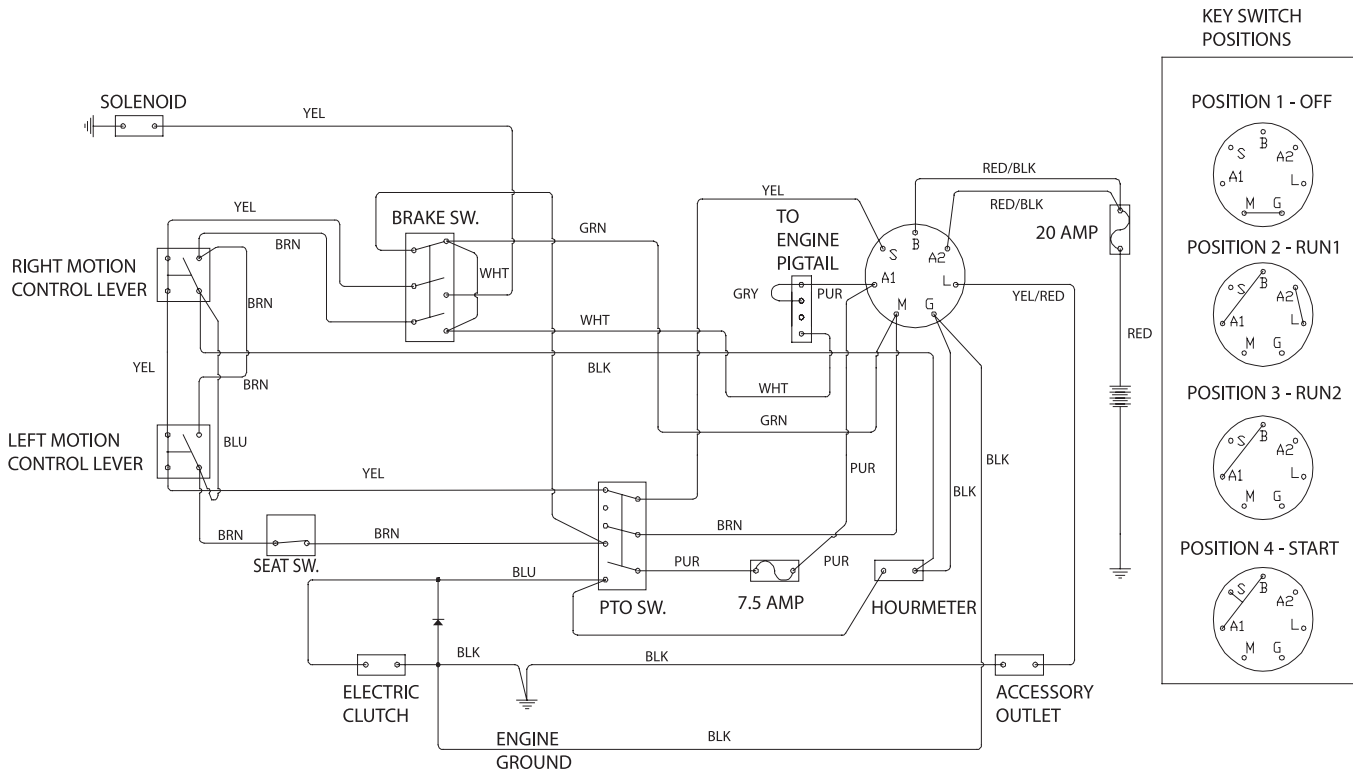 KEY SWITCH
POSITIONS
SOLENOID
YEL
POSITION 1 - OFF
S B A2
A1 L
M G
RED/BLK
YEL
RED/BLK
YEL
BRAKE SW.
GRN
TO
ENGINE
PIGTAIL
20 AMP
BRN
S B A2
RIGHT MOTION
CONTROL LEVER
WHT
A1 L
POSITION 2 - RUN1
GRY
PUR
YEL/RED
S B A2
BRN
M G
A1 L
WHT
RED
M G
YEL
BLK
BRN
WHT
POSITION 3 - RUN2
GRN
S B A2
LEFT MOTION
CONTROL LEVER
BLU
A1 L
YEL
PUR
BLK
M G
BLK
BRN
BRN
BRN
POSITION 4 - START
SEAT SW.
PUR
PUR
BLU
S B A2
PTO SW.
7.5 AMP
HOURMETER
A1 L
BLK
BLK
M G
ELECTRIC
CLUTCH
ACCESSORY
OUTLET
ENGINE
GROUND
BLK